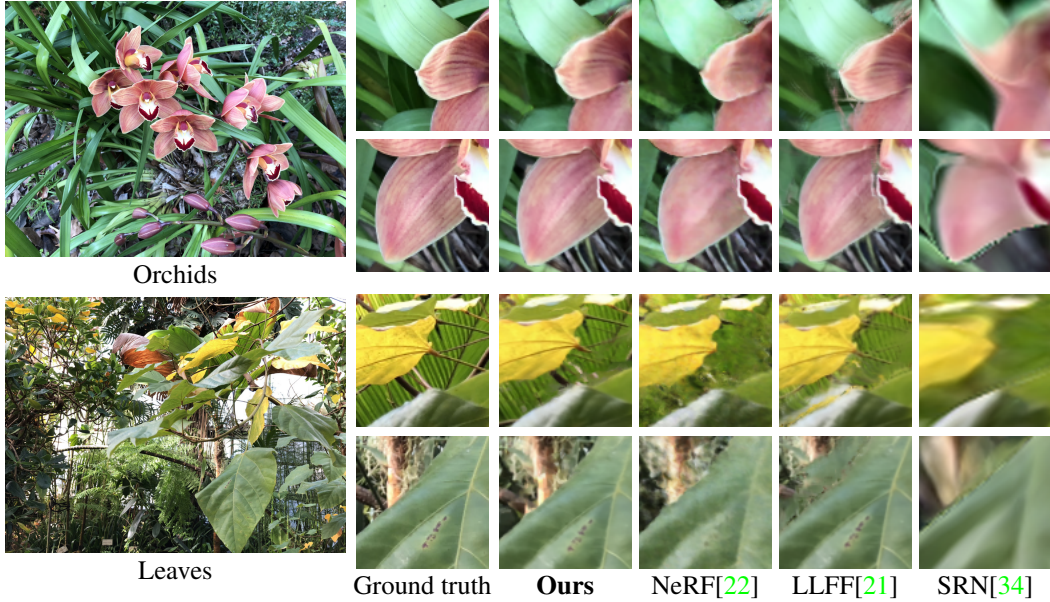 Orchids
Leaves
Ground truth
Ours
NeRF[22]
LLFF[21]
SRN[34]